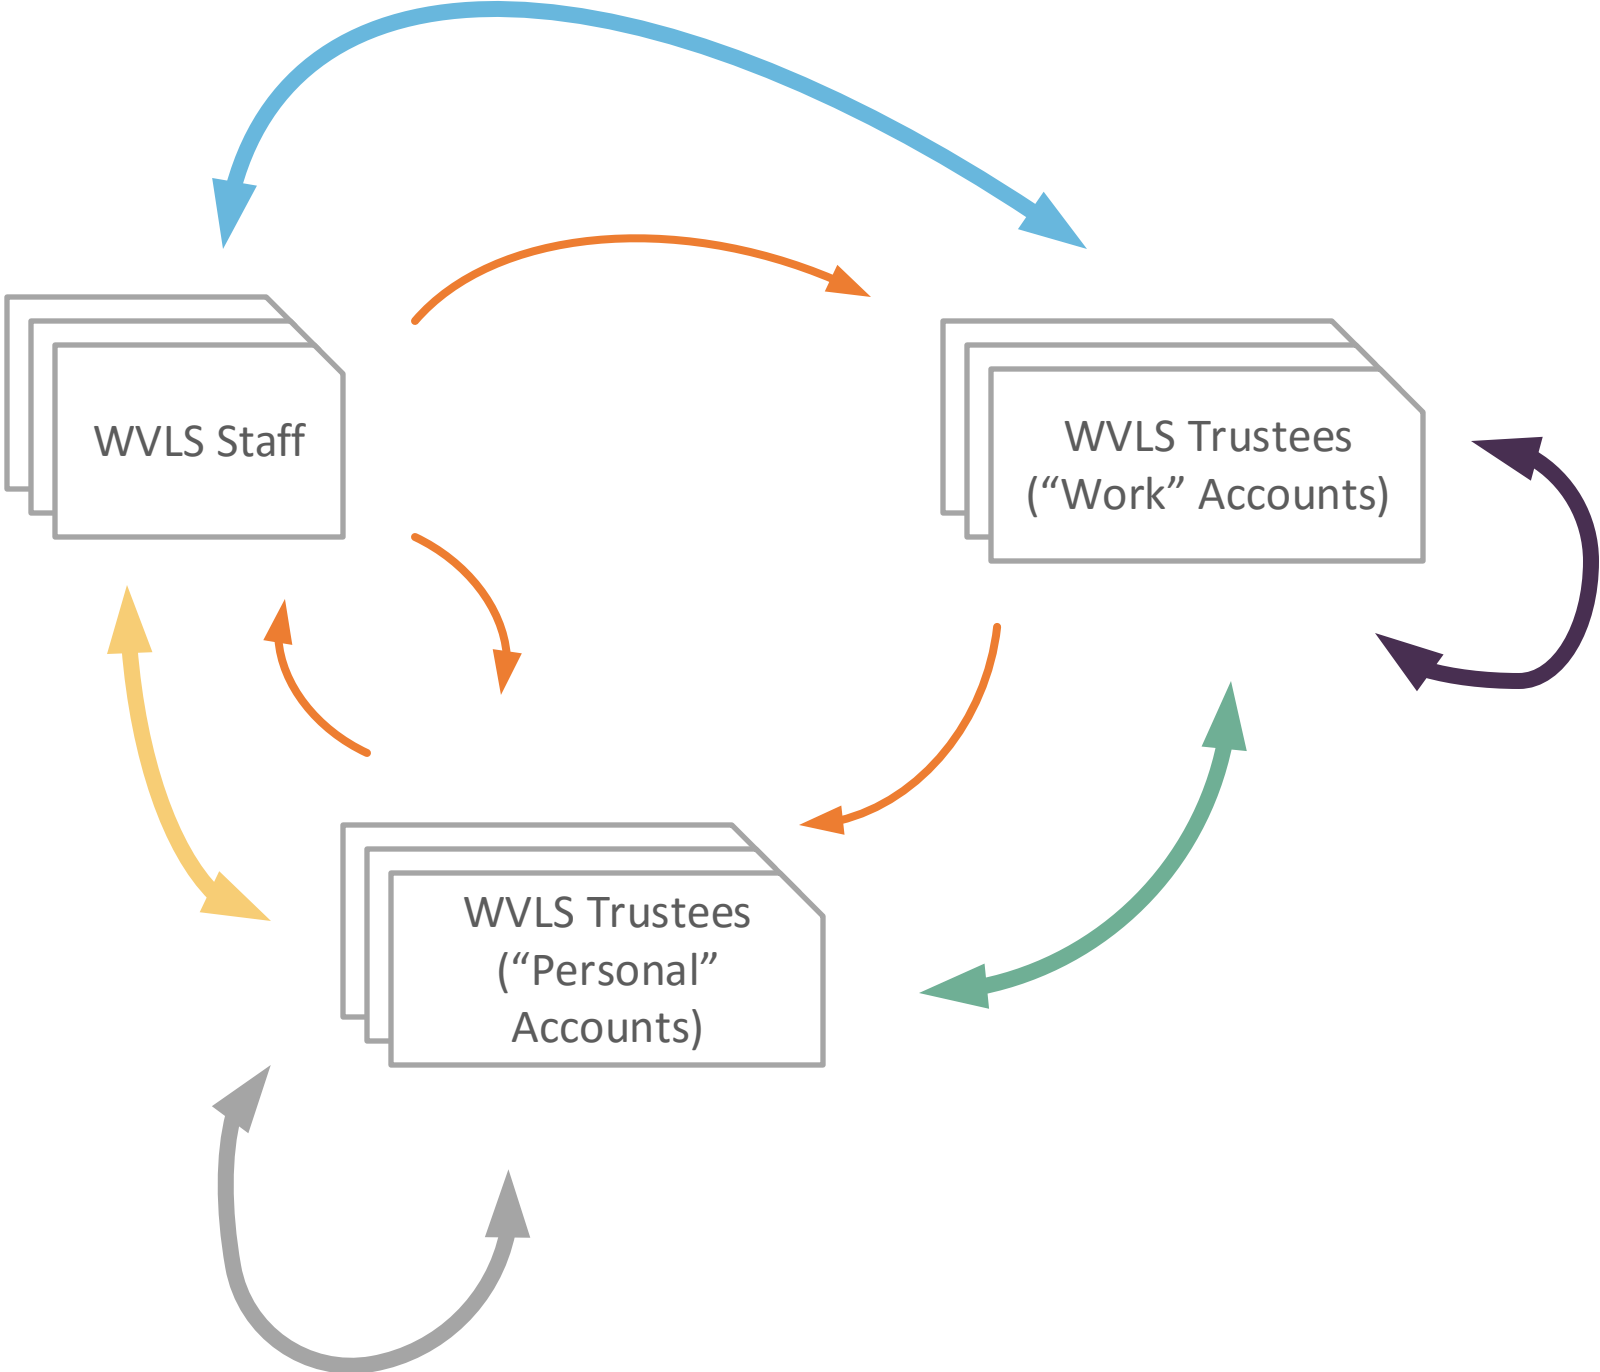 WVLS Staff
WVLS Trustees
(“Work” Accounts)
WVLS Trustees
(“Personal”
Accounts)